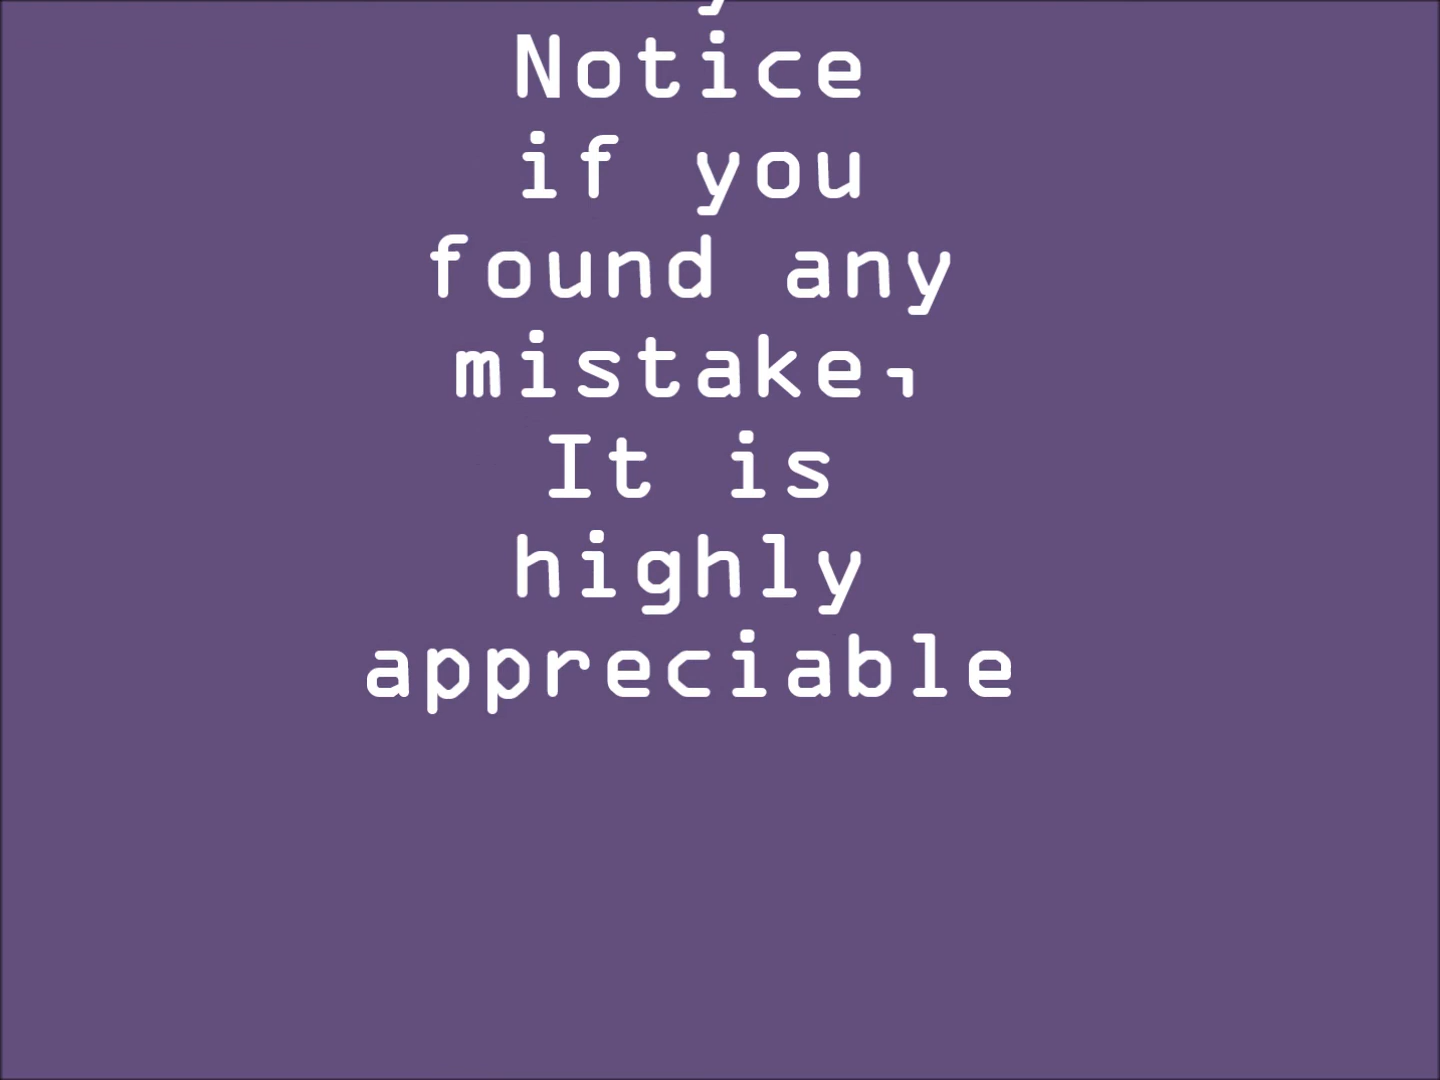 Notice
if you
found any
mistake,
It is
highly
appreciable